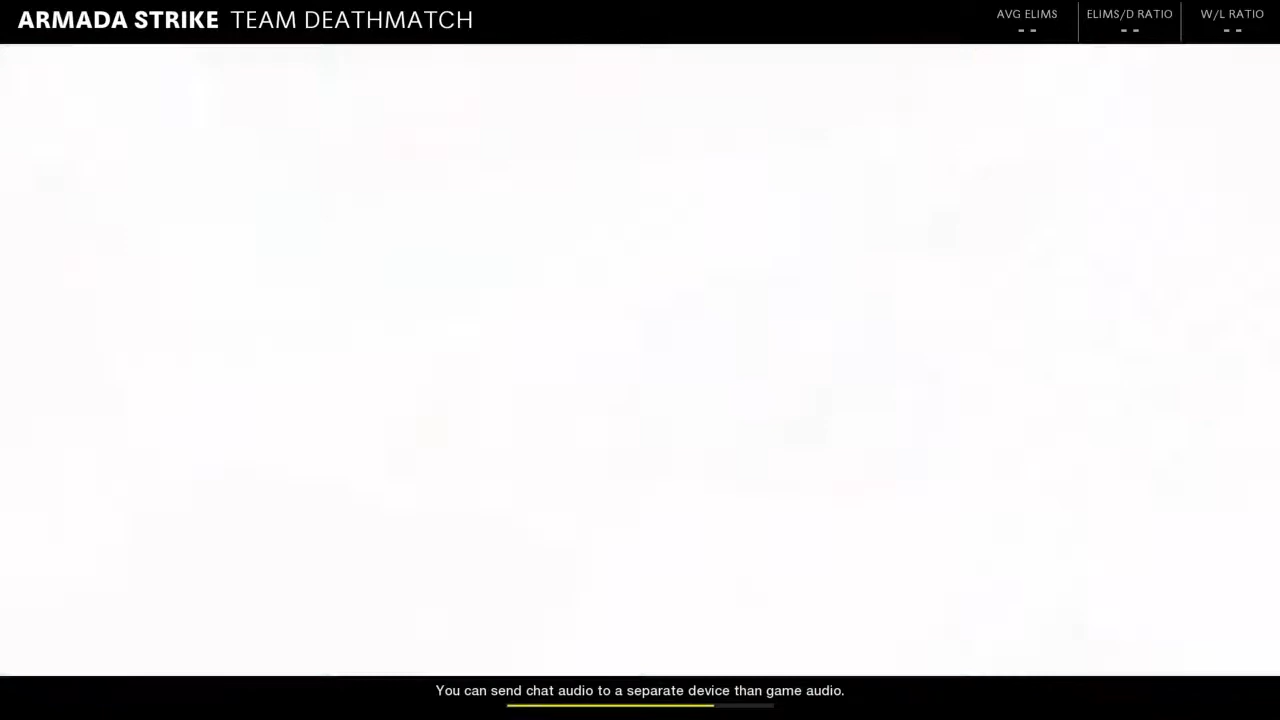 ARMADA STRIKE TEAM DEATHMATCH
AVG ELIMS ELIMS/D RATIO W/L RATIO
-- -- --
You can send chat audio to a separate device than game audio.